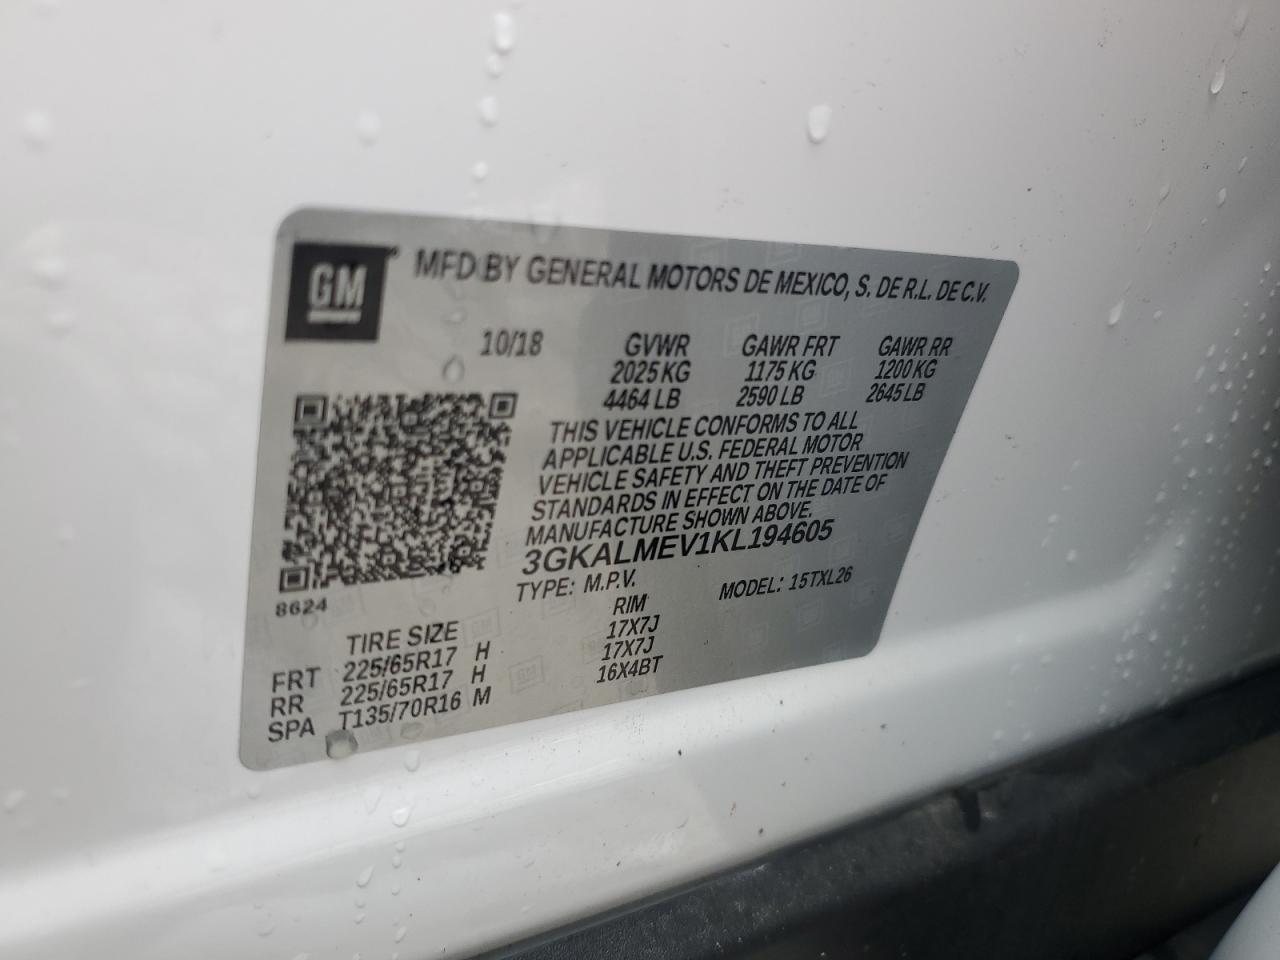 GM
MFD BY GENERAL MOTORS DE MEXICO, S. DE R.L. DE C.V.
10/18 GVWR GAWR FRT GAWR RR
2025 KG 1175 KG 1200 KG
4464 LB 2590 LB 2645 LB
THIS VEHICLE CONFORMS TO ALL
APPLICABLE U.S. FEDERAL MOTOR
VEHICLE SAFETY AND THEFT PREVENTION
STANDARDS IN EFFECT ON THE DATE OF
MANUFACTURE SHOWN ABOVE.
3GKALMEV1KL194605
TYPE: M.P.V. MODEL: 15TXL26
8624
TIRE SIZE RIM
FRT 225/65R17 H 17X7J
RR 225/65R17 H 17X7J
SPA T135/70R16 M 16X4BT